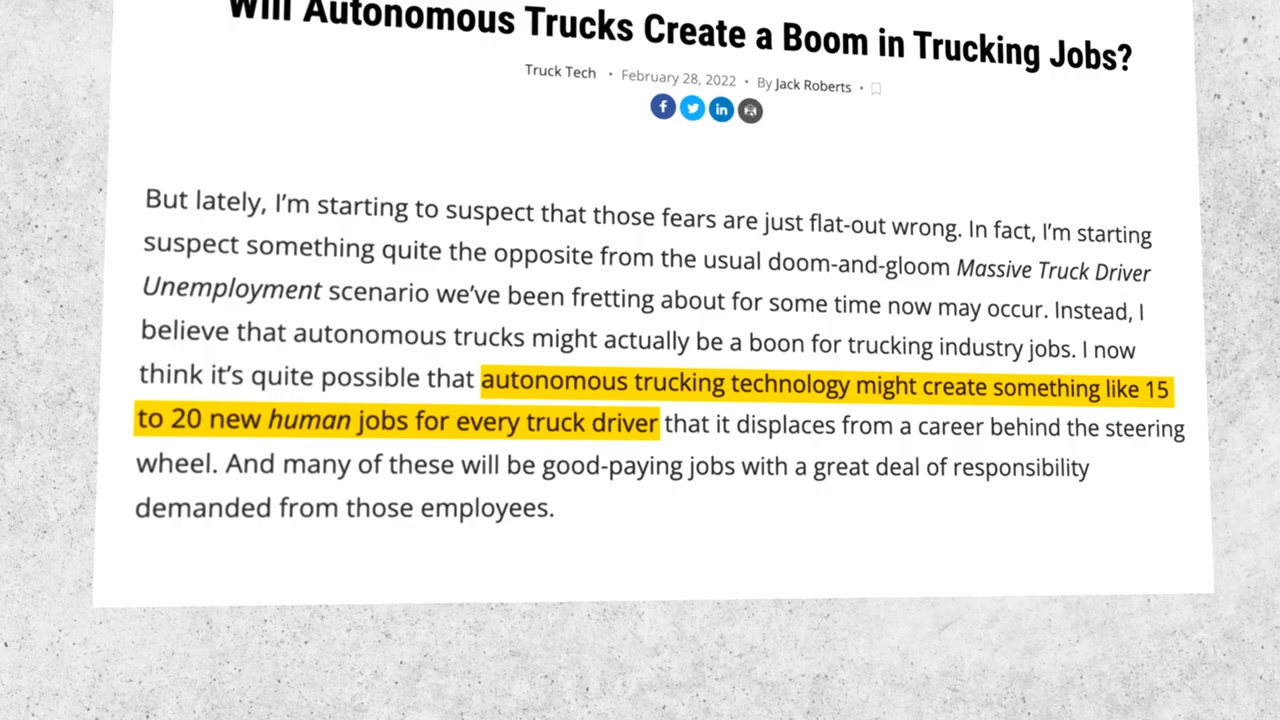 Will Autonomous Trucks Create a Boom in Trucking Jobs?
Truck Tech • February 28, 2022 • By Jack Roberts •
But lately, I'm starting to suspect that those fears are just flat-out wrong. In fact, I'm starting
suspect something quite the opposite from the usual doom-and-gloom Massive Truck Driver
Unemployment scenario we've been fretting about for some time now may occur. Instead, I
believe that autonomous trucks might actually be a boon for trucking industry jobs. I now
think it's quite possible that autonomous trucking technology might create something like 15
to 20 new human jobs for every truck driver that it displaces from a career behind the steering
wheel. And many of these will be good-paying jobs with a great deal of responsibility
demanded from those employees.